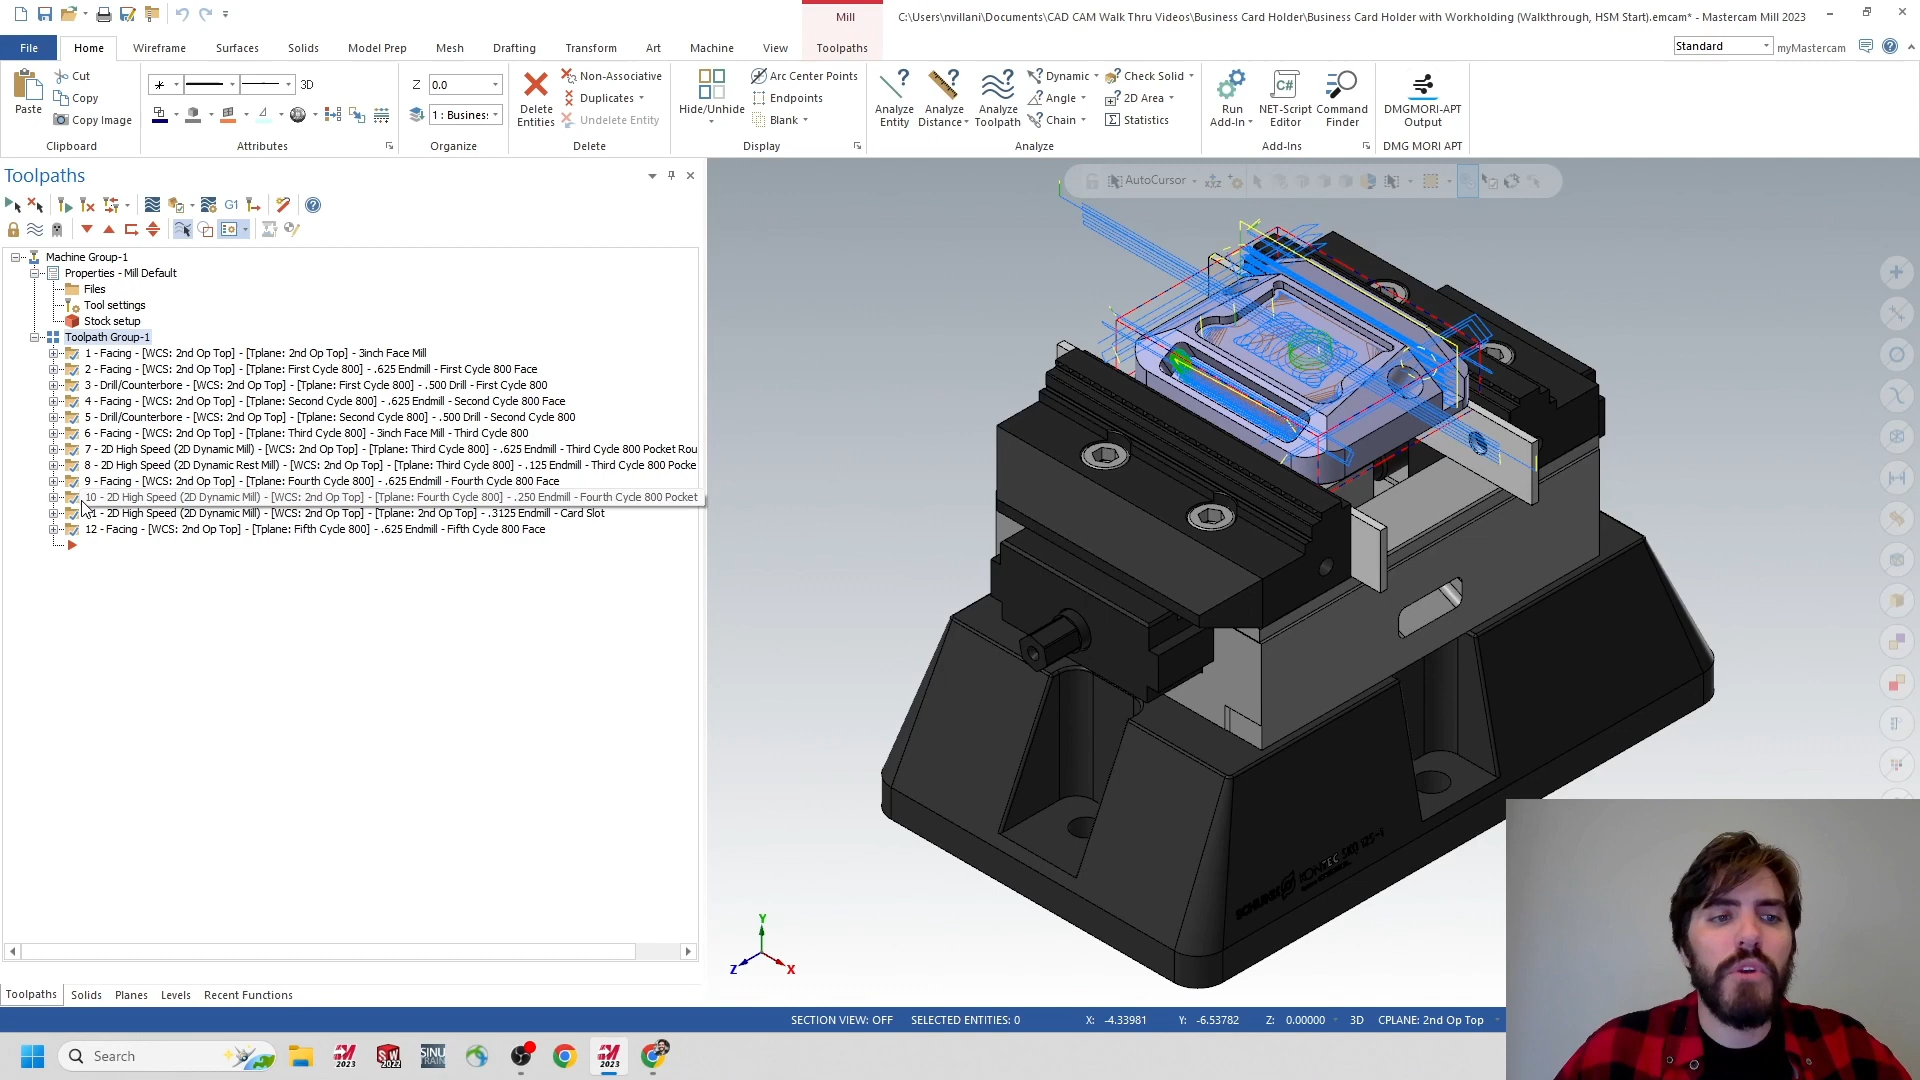 Mill
C:\Users\nvillani\Documents\CAD CAM Walk Thru Videos\Business Card Holder\Business Card Holder with Workholding (Walkthrough, HSM Start).emcam* - Mastercam Mill 2023
File Home Wireframe Surfaces Solids Model Prep Mesh Drafting Transform Art Machine View Toolpaths
Standard myMastercam
Paste
Cut
Copy
Copy Image
Clipboard
3D
Attributes
Z 0.0
1 : Busines:
Organize
Delete Entities
Non-Associative
Duplicates
Undelete Entity
Delete
Hide/Unhide
Arc Center Points
Endpoints
Blank
Display
Analyze Entity
Analyze Distance
Analyze Toolpath
Dynamic
Angle
Chain
Check Solid
2D Area
Statistics
Analyze
Run Add-In
NET-Script Editor
Command Finder
Add-Ins
DMGMORI-APT Output
DMG MORI APT
Toolpaths
G1
AutoCursor
Machine Group-1
Properties - Mill Default
Files
Tool settings
Stock setup
Toolpath Group-1
1 - Facing - [WCS: 2nd Op Top] - [Tplane: 2nd Op Top] - 3inch Face Mill
2 - Facing - [WCS: 2nd Op Top] - [Tplane: First Cycle 800] - .625 Endmill - First Cycle 800 Face
3 - Drill/Counterbore - [WCS: 2nd Op Top] - [Tplane: First Cycle 800] - .500 Drill - First Cycle 800
4 - Facing - [WCS: 2nd Op Top] - [Tplane: Second Cycle 800] - .625 Endmill - Second Cycle 800 Face
5 - Drill/Counterbore - [WCS: 2nd Op Top] - [Tplane: Second Cycle 800] - .500 Drill - Second Cycle 800
6 - Facing - [WCS: 2nd Op Top] - [Tplane: Third Cycle 800] - 3inch Face Mill - Third Cycle 800
7 - 2D High Speed (2D Dynamic Mill) - [WCS: 2nd Op Top] - [Tplane: Third Cycle 800] - .625 Endmill - Third Cycle 800 Pocket Rou
8 - 2D High Speed (2D Dynamic Rest Mill) - [WCS: 2nd Op Top] - [Tplane: Third Cycle 800] - .125 Endmill - Third Cycle 800 Pocke
9 - Facing - [WCS: 2nd Op Top] - [Tplane: Fourth Cycle 800] - .625 Endmill - Fourth Cycle 800 Face
10 - 2D High Speed (2D Dynamic Mill) - [WCS: 2nd Op Top] - [Tplane: Fourth Cycle 800] - .250 Endmill - Fourth Cycle 800 Pocket
1 - 2D High Speed (2D Dynamic Mill) - [WCS: 2nd Op Top] - [Tplane: 2nd Op Top] - .3125 Endmill - Card Slot
12 - Facing - [WCS: 2nd Op Top] - [Tplane: Fifth Cycle 800] - .625 Endmill - Fifth Cycle 800 Face
SCHUNK KONTEC
Y
Z X
Toolpaths Solids Planes Levels Recent Functions
SECTION VIEW: OFF SELECTED ENTITIES: 0 X: -4.33981 Y: -6.53782 Z: 0.00000 3D CPLANE: 2nd Op Top
Search
2023
SW 2022
SINU TRAIN
2023